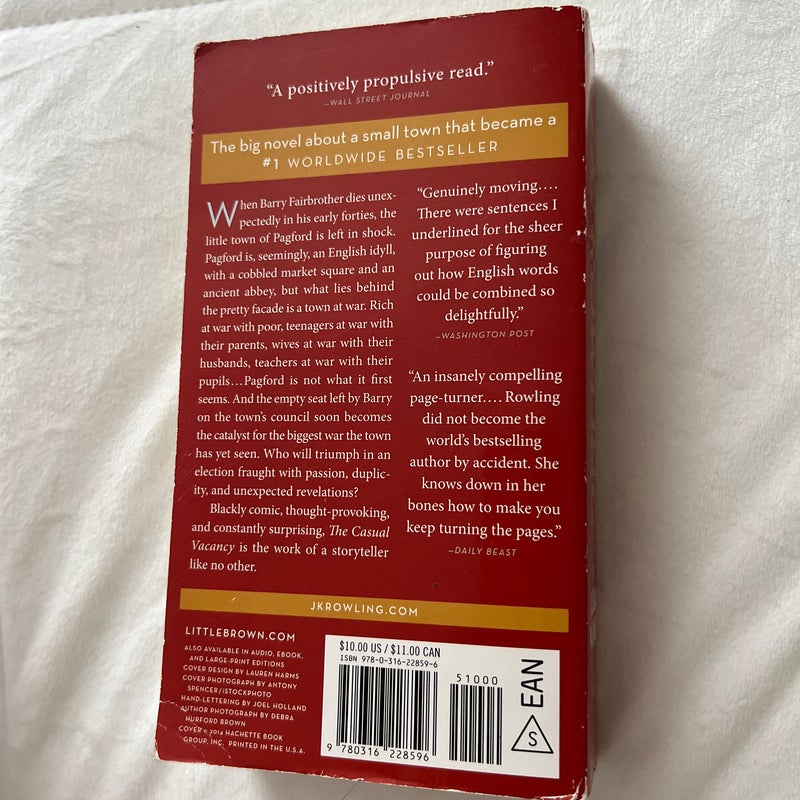 “A positively propulsive read.”
—WALL STREET JOURNAL
The big novel about a small town that became a
#1 WORLDWIDE BESTSELLER
When Barry Fairbrother dies unex-
pectedly in his early forties, the
little town of Pagford is left in shock.
Pagford is, seemingly, an English idyll,
with a cobbled market square and an
ancient abbey, but what lies behind
the pretty facade is a town at war. Rich
at war with poor, teenagers at war with
their parents, wives at war with their
husbands, teachers at war with their
pupils...Pagford is not what it first
seems. And the empty seat left by Barry
on the town’s council soon becomes
the catalyst for the biggest war the town
has yet seen. Who will triumph in an
election fraught with passion, duplic-
ity, and unexpected revelations?
Blackly comic, thought-provoking,
and constantly surprising, The Casual
Vacancy is the work of a storyteller
like no other.
“Genuinely moving....
There were sentences I
underlined for the sheer
purpose of figuring
out how English words
could be combined so
delightfully.”
—WASHINGTON POST
“An insanely compelling
page-turner.... Rowling
did not become the
world’s bestselling
author by accident. She
knows down in her
bones how to make you
keep turning the pages.”
—DAILY BEAST
JKROWLING.COM
LITTLEBROWN.COM
ALSO AVAILABLE IN AUDIO, EBOOK,
AND LARGE-PRINT EDITIONS
COVER DESIGN BY LAUREN HARMS
COVER PHOTOGRAPH BY ANTONY
SPENCER/ISTOCKPHOTO
HAND-LETTERING BY JOEL HOLLAND
AUTHOR PHOTOGRAPH BY DEBRA
HURFORD BROWN
COVER © 2014 HACHETTE BOOK
GROUP, INC. PRINTED IN THE U.S.A.
$10.00 US / $11.00 CAN
ISBN 978-0-316-22859-6
51000
9 780316 228596
EAN
S